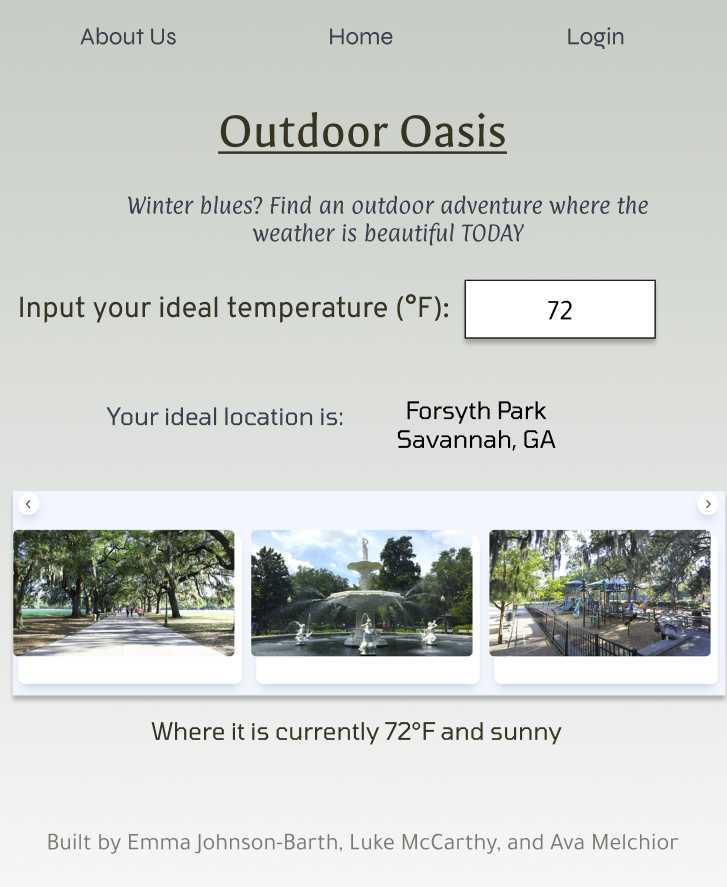 About Us Home Login
Outdoor Oasis
Winter blues? Find an outdoor adventure where the
weather is beautiful TODAY
Input your ideal temperature (°F): 72
Your ideal location is:
Forsyth Park
Savannah, GA
Where it is currently 72°F and sunny
Built by Emma Johnson-Barth, Luke McCarthy, and Ava Melchior